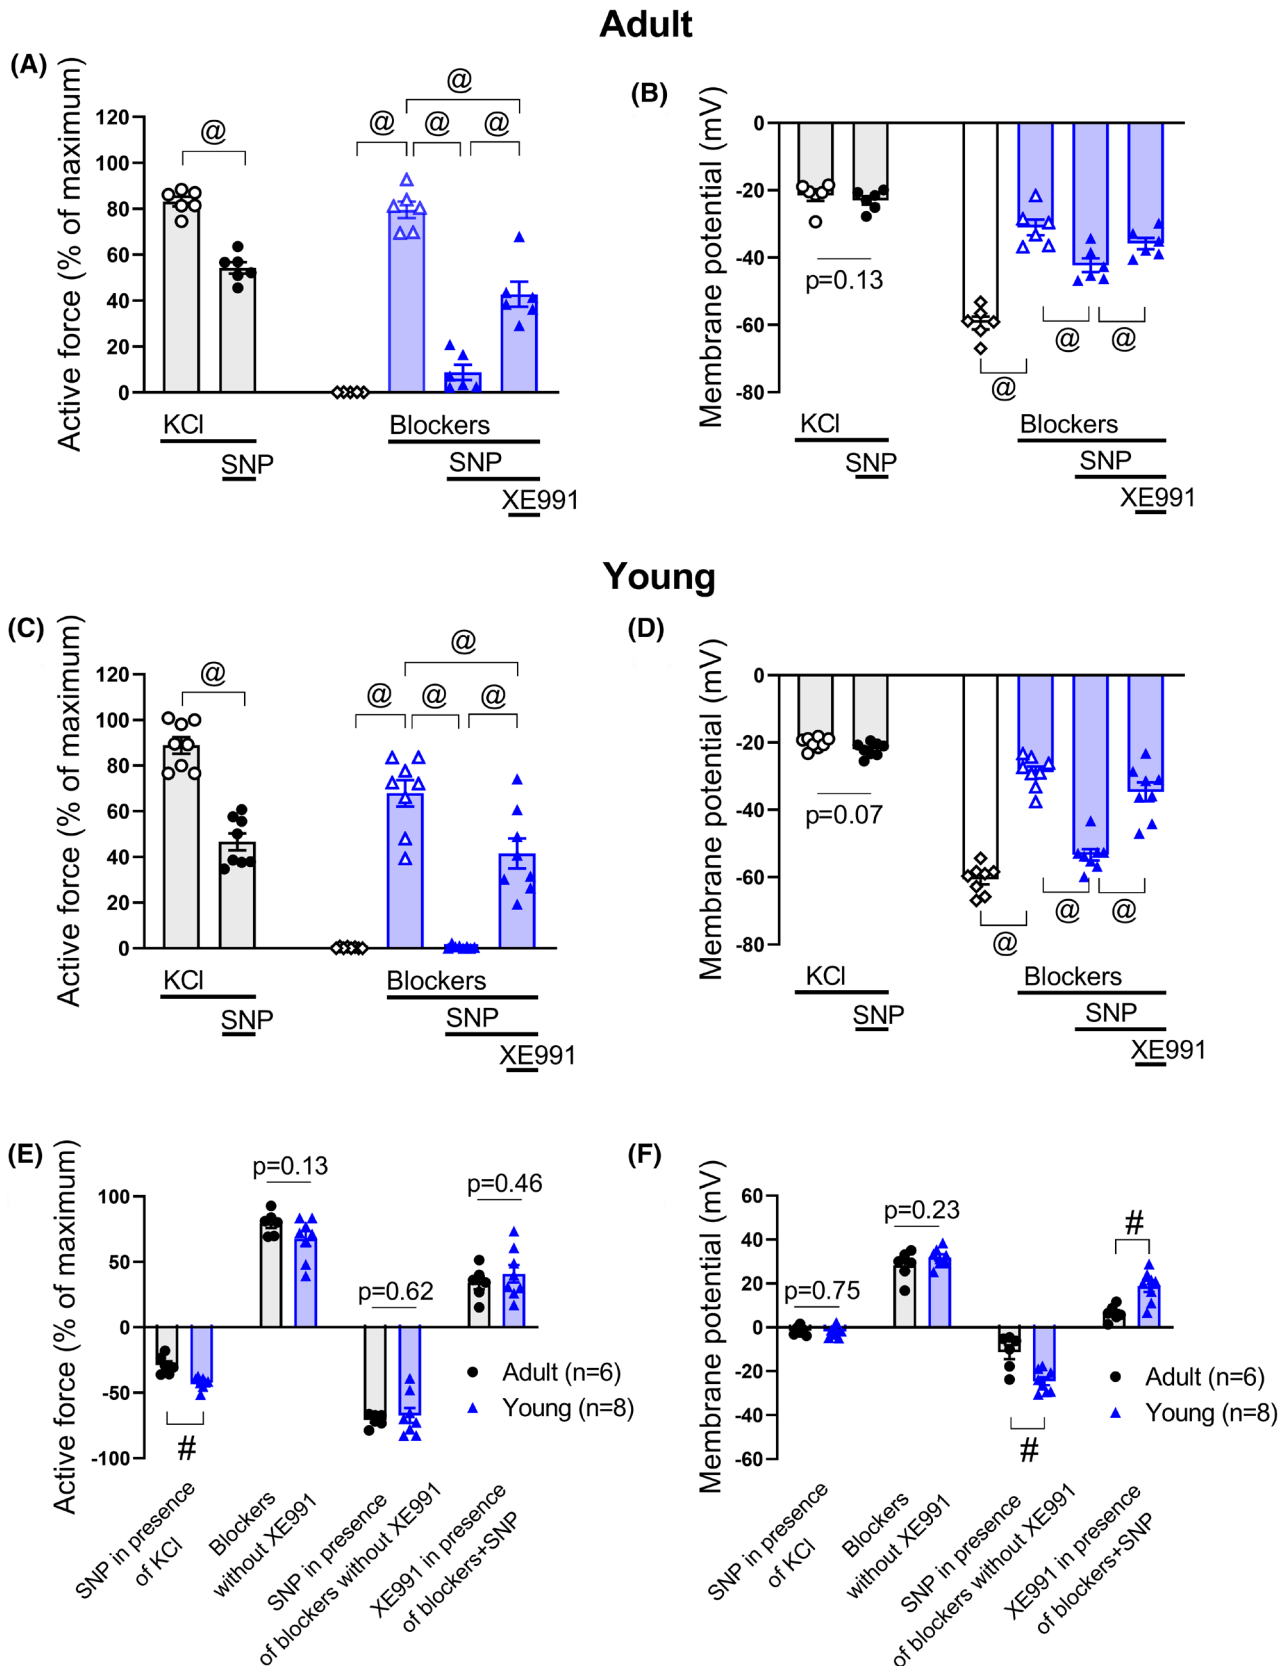 Adult
(A)
Active force (% of maximum)
120
100
80
60
40
20
0
@
@
@
@
@
KCl
SNP
Blockers
SNP
XE991
(B)
Membrane potential (mV)
0
-20
-40
-60
-80
p=0.13
@
@
@
KCl
SNP
Blockers
SNP
XE991
Young
(C)
Active force (% of maximum)
120
100
80
60
40
20
0
@
@
@
@
@
KCl
SNP
Blockers
SNP
XE991
(D)
Membrane potential (mV)
0
-20
-40
-60
-80
p=0.07
@
@
@
KCl
SNP
Blockers
SNP
XE991
(E)
Active force (% of maximum)
100
50
0
-50
-100
p=0.13
p=0.46
p=0.62
#
Adult (n=6)
Young (n=8)
SNP in presence
of KCl
Blockers
without XE991
SNP in presence
of blockers without XE991
XE991 in presence
of blockers+SNP
(F)
Membrane potential (mV)
60
40
20
0
-20
-40
-60
p=0.75
p=0.23
#
#
Adult (n=6)
Young (n=8)
SNP in presence
of KCl
Blockers
without XE991
SNP in presence
of blockers without XE991
XE991 in presence
of blockers+SNP